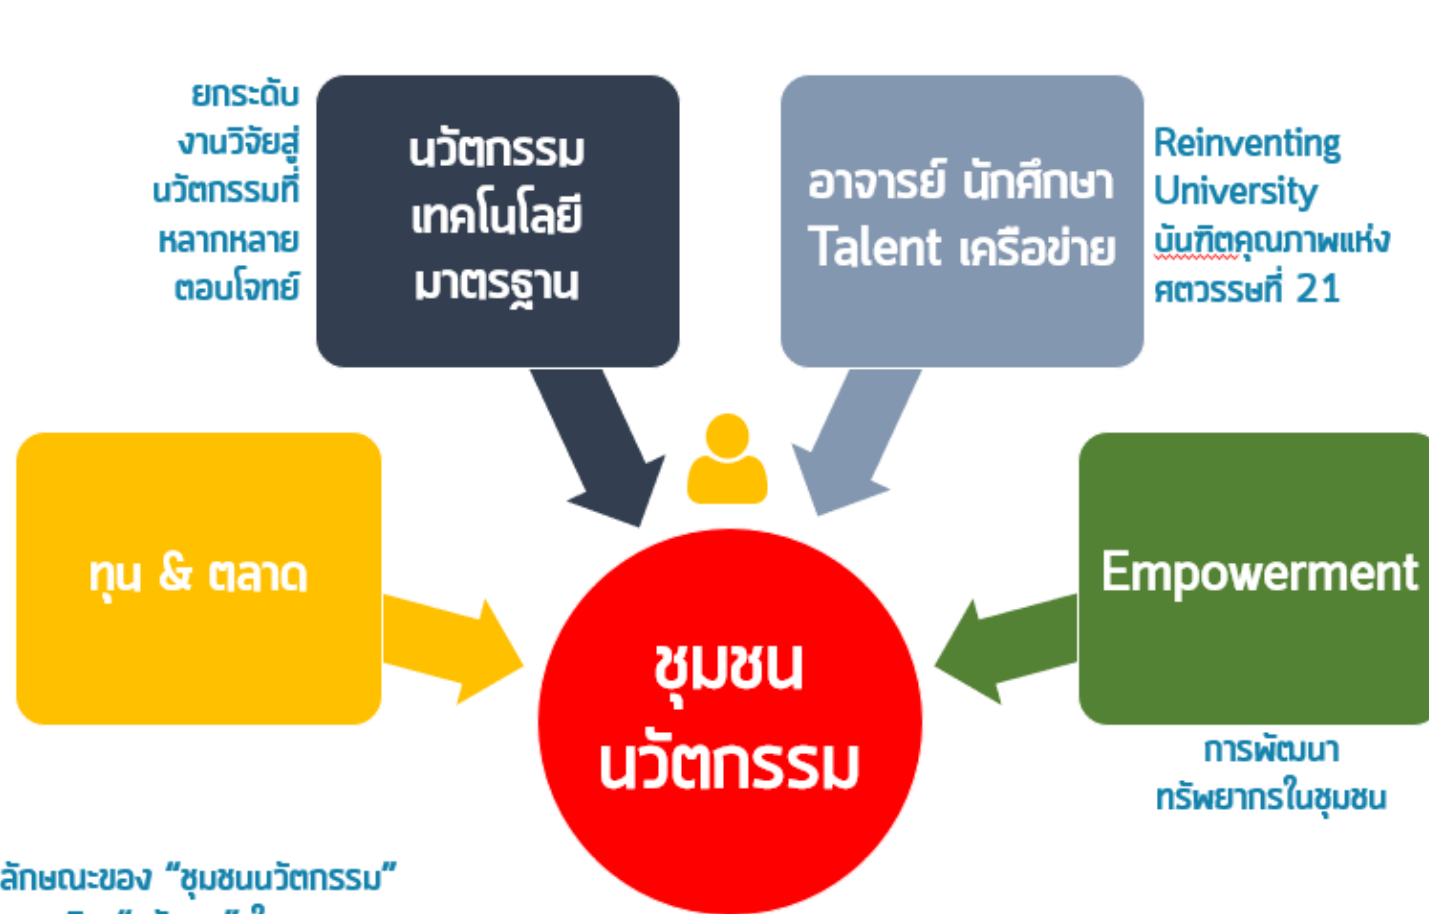 ยกระดับ
งานวิจัยสู่
นวัตกรรมที่
หลากหลาย
ตอบโจทย์
นวัตกรรม
เทคโนโลยี
มาตรฐาน
อาจารย์ นักศึกษา
Talent เครือข่าย
Reinventing
University
บันฑิตคุณภาพแห่ง
ศตวรรษที่ 21
ทุน & ตลาด
Empowerment
ชุมชน
นวัตกรรม
การพัฒนา
ทรัพยากรในชุมชน
ลักษณะของ “ชุมชนนวัตกรรม”